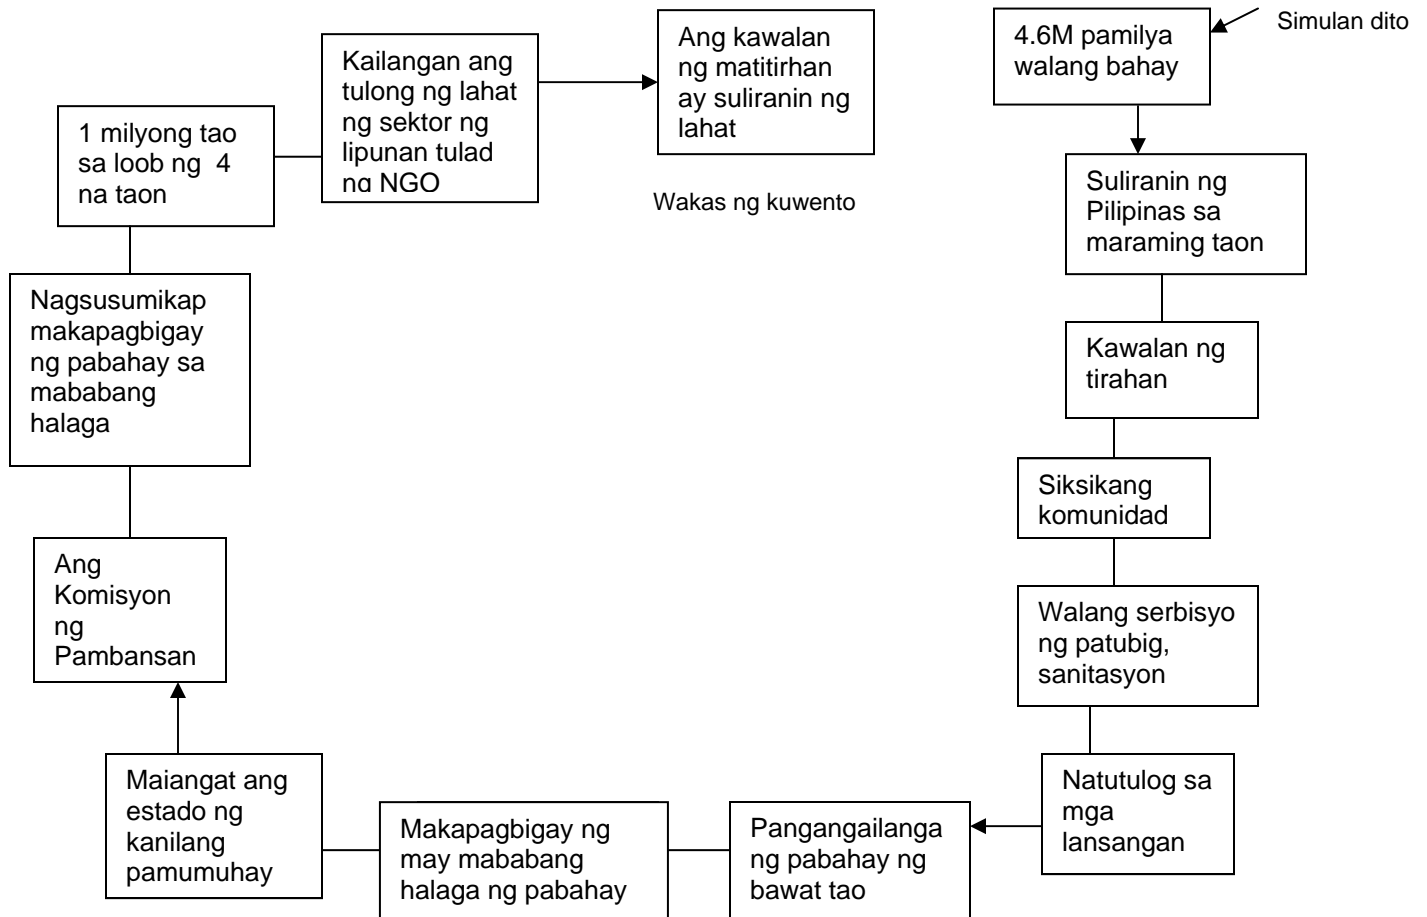 Simulan dito
4.6M pamilya
walang bahay
Suliranin ng
Pilipinas sa
maraming taon
Kawalan ng
tirahan
Siksikang
komunidad
Walang serbisyo
ng patubig,
sanitasyon
Natutulog sa
mga
lansangan
Pangangailanga
ng pabahay ng
bawat tao
Makapagbigay ng
may mababang
halaga ng pabahay
Maiangat ang
estado ng
kanilang
pamumuhay
Ang
Komisyon
ng
Pambansan
Nagsusumikap
makapagbigay
ng pabahay sa
mababang
halaga
1 milyong tao
sa loob ng 4
na taon
Kailangan ang
tulong ng lahat
ng sektor ng
lipunan tulad
ng NGO
Ang kawalan
ng matitirhan
ay suliranin ng
lahat
Wakas ng kuwento